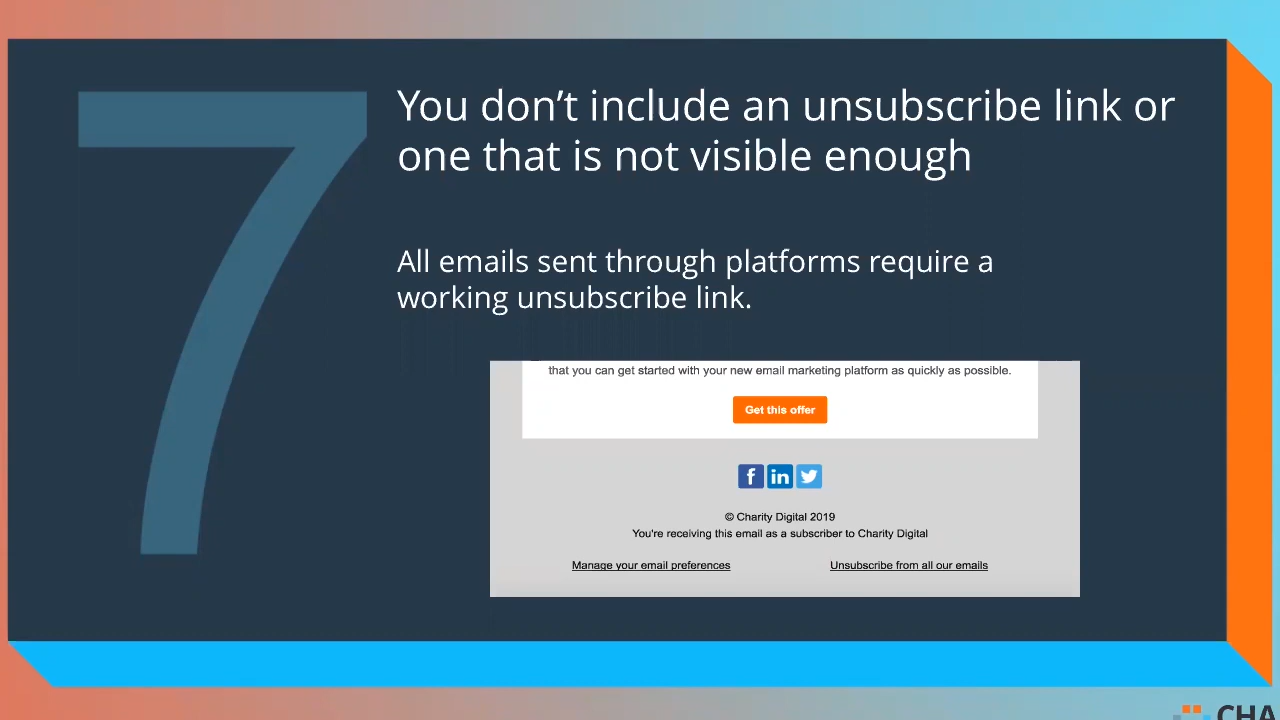 7
You don’t include an unsubscribe link or
one that is not visible enough
All emails sent through platforms require a
working unsubscribe link.
that you can get started with your new email marketing platform as quickly as possible.
Get this offer
f in
© Charity Digital 2019
You're receiving this email as a subscriber to Charity Digital
Manage your email preferences Unsubscribe from all our emails
CHA